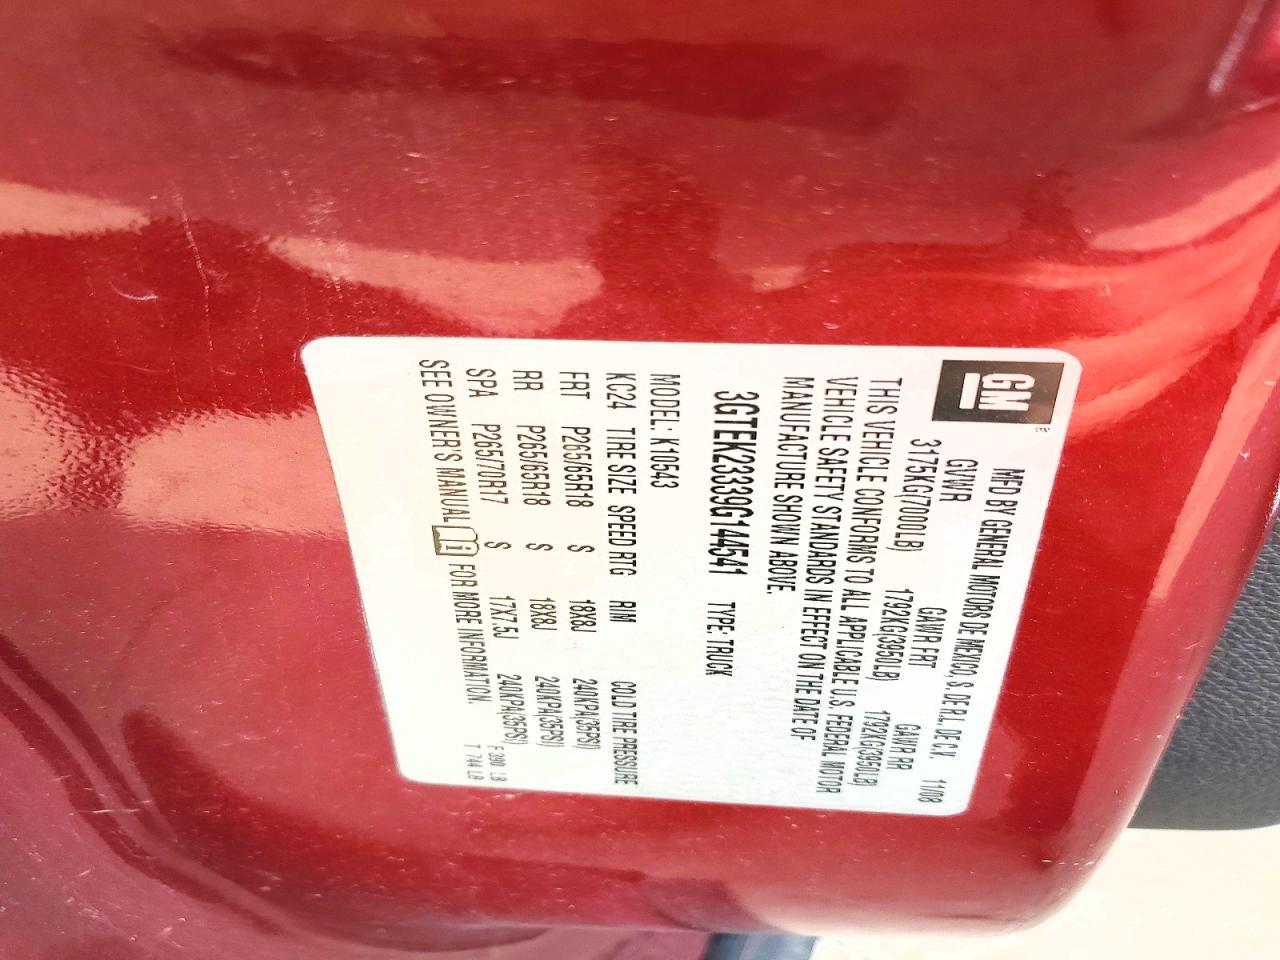 GM
MFD BY GENERAL MOTORS DE MEXICO, S. DE R.L. DE C.V. 11/08
GVWR GAWR FRT GAWR RR
3175KG(7000LB) 1792KG(3950LB) 1792KG(3950LB)
THIS VEHICLE CONFORMS TO ALL APPLICABLE U.S. FEDERAL MOTOR
VEHICLE SAFETY STANDARDS IN EFFECT ON THE DATE OF
MANUFACTURE SHOWN ABOVE.
3GTEK23339G144541 TYPE: TRUCK
MODEL: K10543
KC24 TIRE SIZE SPEED RTG RIM COLD TIRE PRESSURE
FRT P265/65R18 S 18X8J 240KPA(35PSI)
RR P265/65R18 S 18X8J 240KPA(35PSI)
SPA P265/70R17 S 17X7.5J 240KPA(35PSI)
SEE OWNER'S MANUAL i FOR MORE INFORMATION.
F 390 LB
T 744 LB